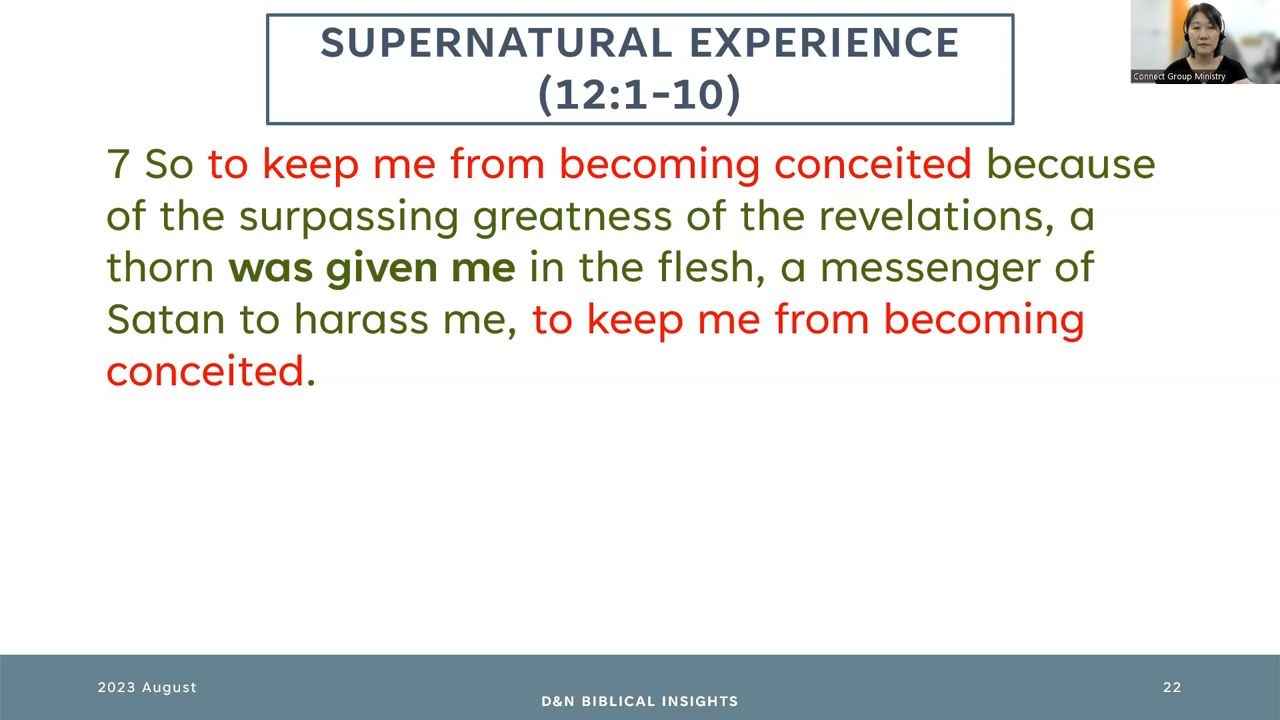 SUPERNATURAL EXPERIENCE
(12:1-10)
Connect Group Ministry
7 So to keep me from becoming conceited because
of the surpassing greatness of the revelations, a
thorn was given me in the flesh, a messenger of
Satan to harass me, to keep me from becoming
conceited.
2023 August
D&N BIBLICAL INSIGHTS
22